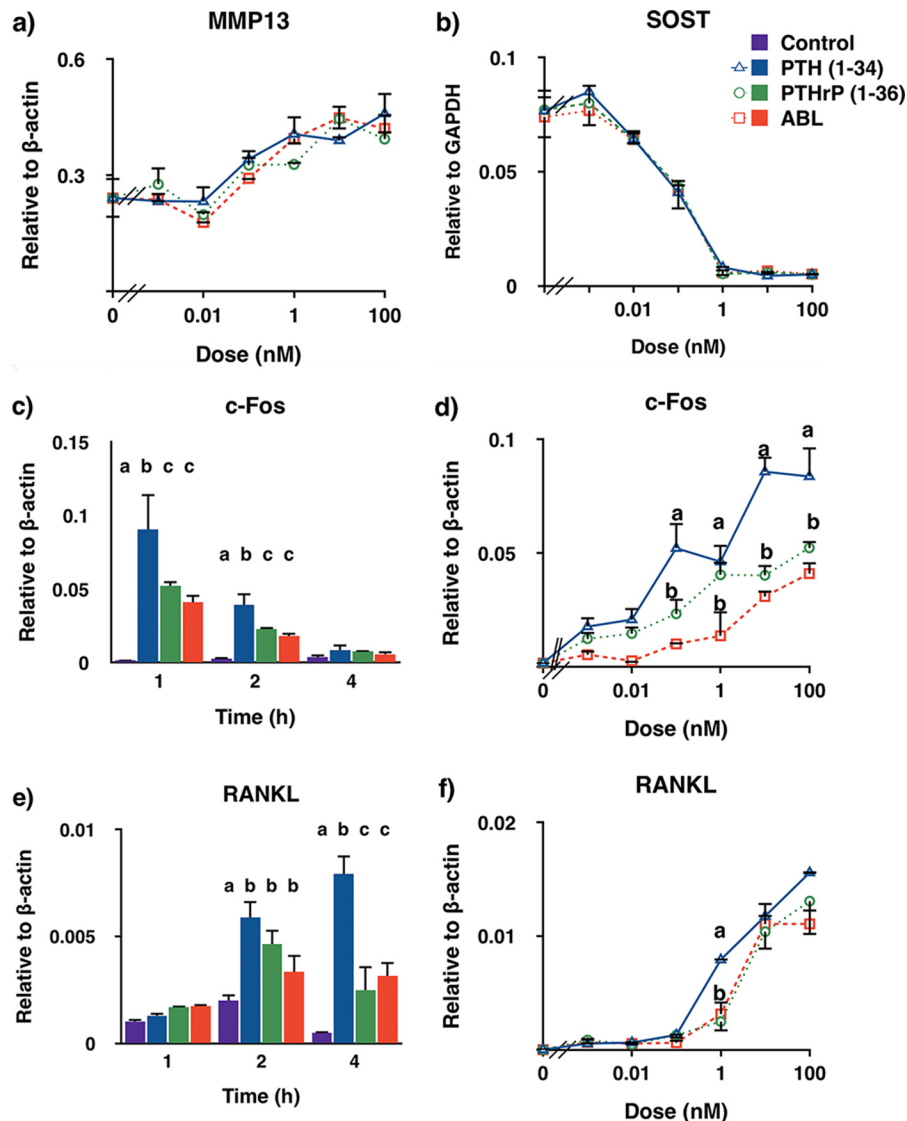 a)
MMP13
Relative to β-actin
0.6
0.3
0 0.01 1 100
Dose (nM)
b)
SOST
Control
PTH (1-34)
PTHrP (1-36)
ABL
Relative to GAPDH
0.1
0.05
0
0.01 1 100
Dose (nM)
c)
c-Fos
Relative to β-actin
0.15
0.1
0.05
0
a b c c
a b c c
1 2 4
Time (h)
d)
c-Fos
Relative to β-actin
0.1
0.05
a a a a
b b b b b
0 0.01 1 100
Dose (nM)
e)
RANKL
Relative to β-actin
0.01
0.005
0
a b b b
a b c c
1 2 4
Time (h)
f)
RANKL
Relative to β-actin
0.02
0.01
a
b
0 0.01 1 100
Dose (nM)